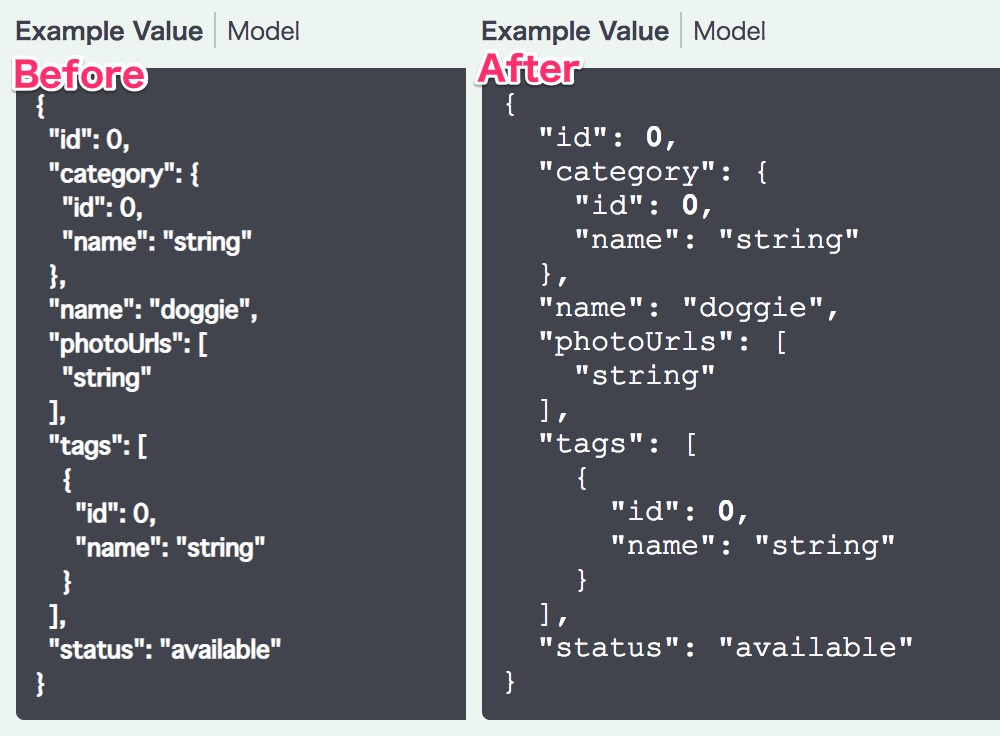 Example Value | Model
Before
{
  "id": 0,
  "category": {
    "id": 0,
    "name": "string"
  },
  "name": "doggie",
  "photoUrls": [
    "string"
  ],
  "tags": [
    {
      "id": 0,
      "name": "string"
    }
  ],
  "status": "available"
}
Example Value | Model
After
{
  "id": 0,
  "category": {
    "id": 0,
    "name": "string"
  },
  "name": "doggie",
  "photoUrls": [
    "string"
  ],
  "tags": [
    {
      "id": 0,
      "name": "string"
    }
  ],
  "status": "available"
}